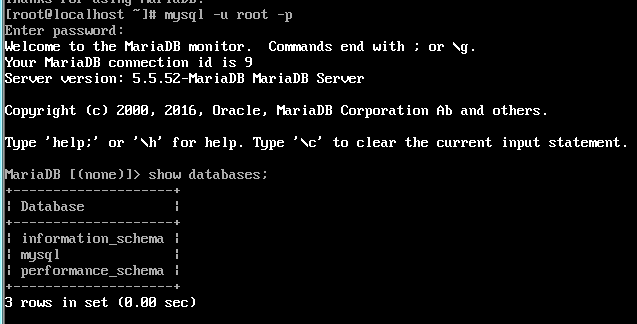 Thanks for using MariaDB!
[root@localhost ~]# mysql -u root -p
Enter password:
Welcome to the MariaDB monitor.  Commands end with ; or \g.
Your MariaDB connection id is 9
Server version: 5.5.52-MariaDB MariaDB Server
Copyright (c) 2000, 2016, Oracle, MariaDB Corporation Ab and others.
Type 'help;' or '\h' for help. Type '\c' to clear the current input statement.
MariaDB [(none)]> show databases;
+--------------------+
| Database           |
+--------------------+
| information_schema |
| mysql              |
| performance_schema |
+--------------------+
3 rows in set (0.00 sec)